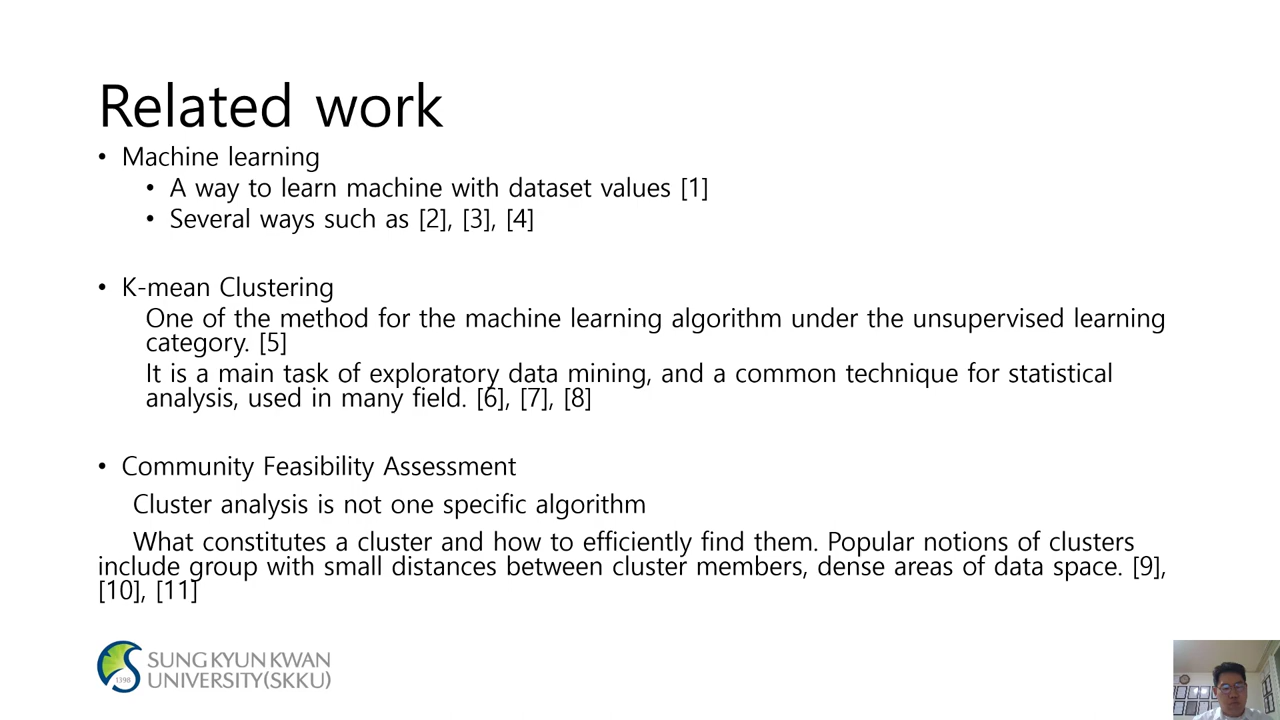 Related work
• Machine learning
• A way to learn machine with dataset values [1]
• Several ways such as [2], [3], [4]
• K-mean Clustering
One of the method for the machine learning algorithm under the unsupervised learning
category. [5]
It is a main task of exploratory data mining, and a common technique for statistical
analysis, used in many field. [6], [7], [8]
• Community Feasibility Assessment
Cluster analysis is not one specific algorithm
What constitutes a cluster and how to efficiently find them. Popular notions of clusters
include group with small distances between cluster members, dense areas of data space. [9],
[10], [11]
1398
SUNG KYUN KWAN
UNIVERSITY(SKKU)